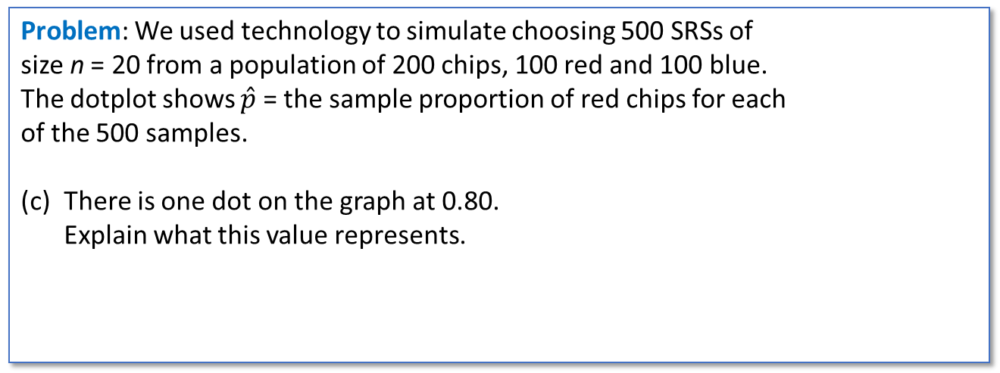 Problem: We used technology to simulate choosing 500 SRSs of
size n = 20 from a population of 200 chips, 100 red and 100 blue.
The dotplot shows p̂ = the sample proportion of red chips for each
of the 500 samples.
(c) There is one dot on the graph at 0.80.
Explain what this value represents.